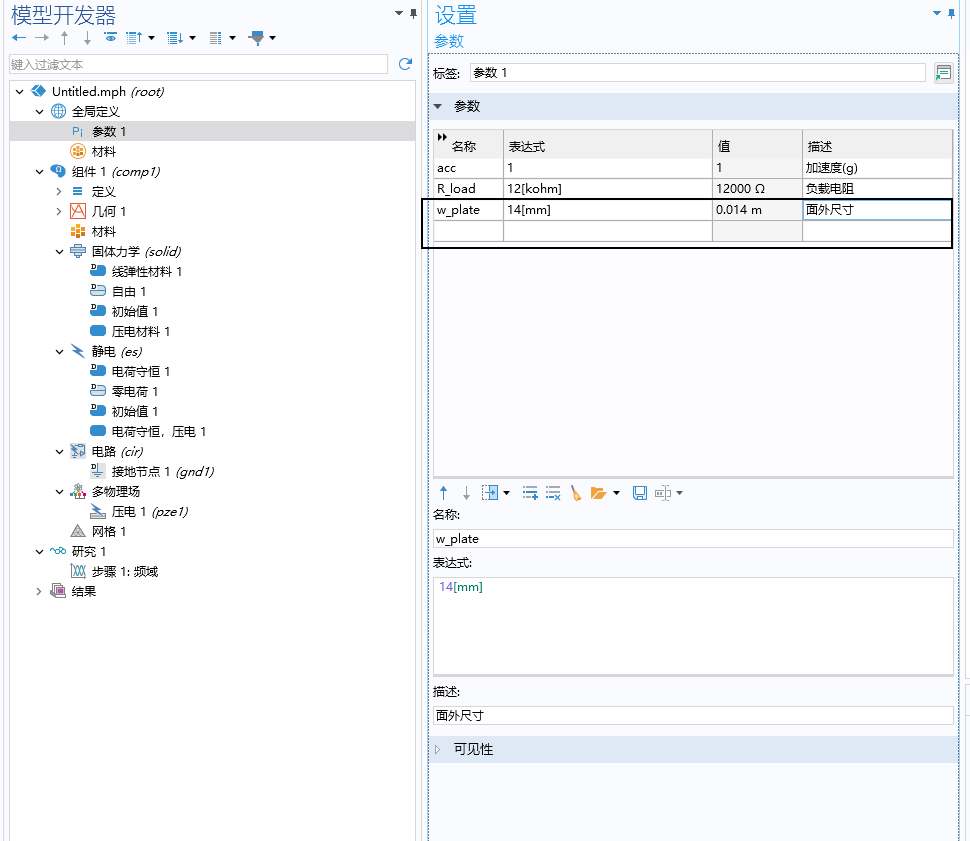 模型开发器
键入过滤文本
Untitled.mph (root)
全局定义
Pi 参数 1
材料
组件 1 (comp1)
定义
几何 1
材料
固体力学 (solid)
线弹性材料 1
自由 1
初始值 1
压电材料 1
静电 (es)
电荷守恒 1
零电荷 1
初始值 1
电荷守恒，压电 1
电路 (cir)
接地节点 1 (gnd1)
多物理场
压电 1 (pze1)
网格 1
研究 1
步骤 1: 频域
结果
设置
参数
标签: 参数 1
参数
名称 表达式 值 描述
acc 1 1 加速度(g)
R_load 12[kohm] 12000 Ω 负载电阻
w_plate 14[mm] 0.014 m 面外尺寸
名称:
w_plate
表达式:
14[mm]
描述:
面外尺寸
可见性